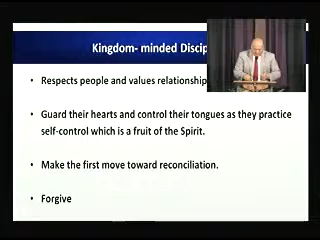 Kingdom- minded Discip
• Respects people and values relationship
• Guard their hearts and control their tongues as they practice
self-control which is a fruit of the Spirit.
• Make the first move toward reconciliation.
• Forgive